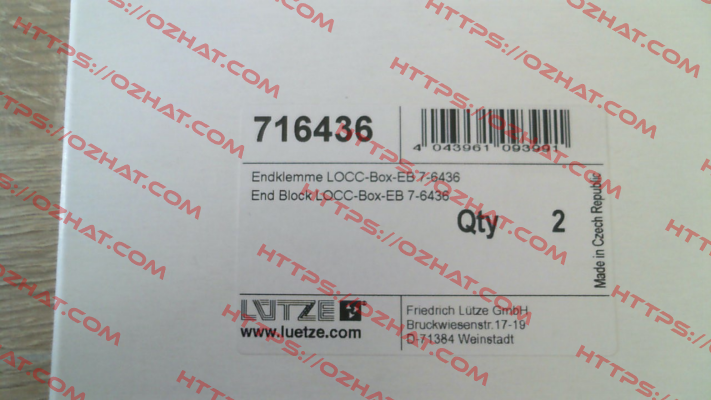 716436
4 043961 093991
Endklemme LOCC-Box-EB 7-6436
End Block LOCC-Box-EB 7-6436
Qty 2
Made in Czech Republic
LÜTZE
www.luetze.com
Friedrich Lütze GmbH
Bruckwiesenstr.17-19
D-71384 Weinstadt
HTTPS://OZHAT.COM